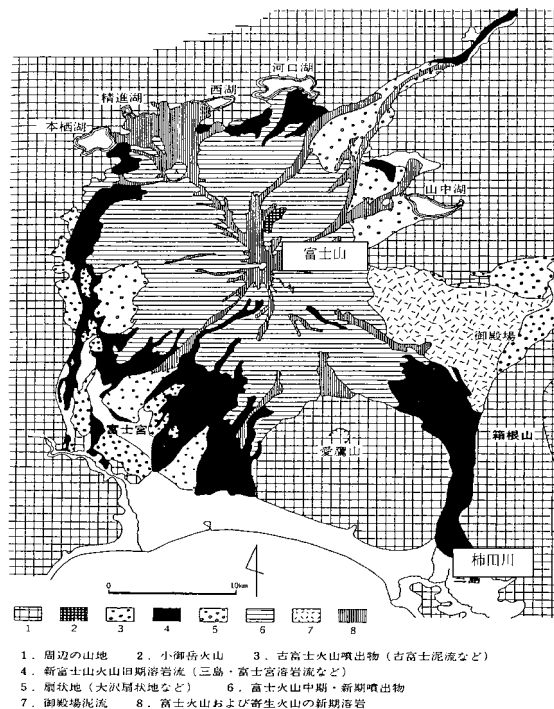 河口湖
西湖
精進湖
本栖湖
山中湖
富士山
御殿場
富士宮
箱根山
愛鷹山
柿田川
三島
0 10km
1 2 3 4 5 6 7 8
1. 周辺の山地 2. 小御岳火山 3. 古富士火山噴出物(古富士泥流など)
4. 新富士山火山旧期溶岩流(三島・富士宮溶岩流など)
5. 扇状地(大沢扇状地など) 6. 富士火山中期・新期噴出物
7. 御殿場泥流 8. 富士火山および寄生火山の新期溶岩